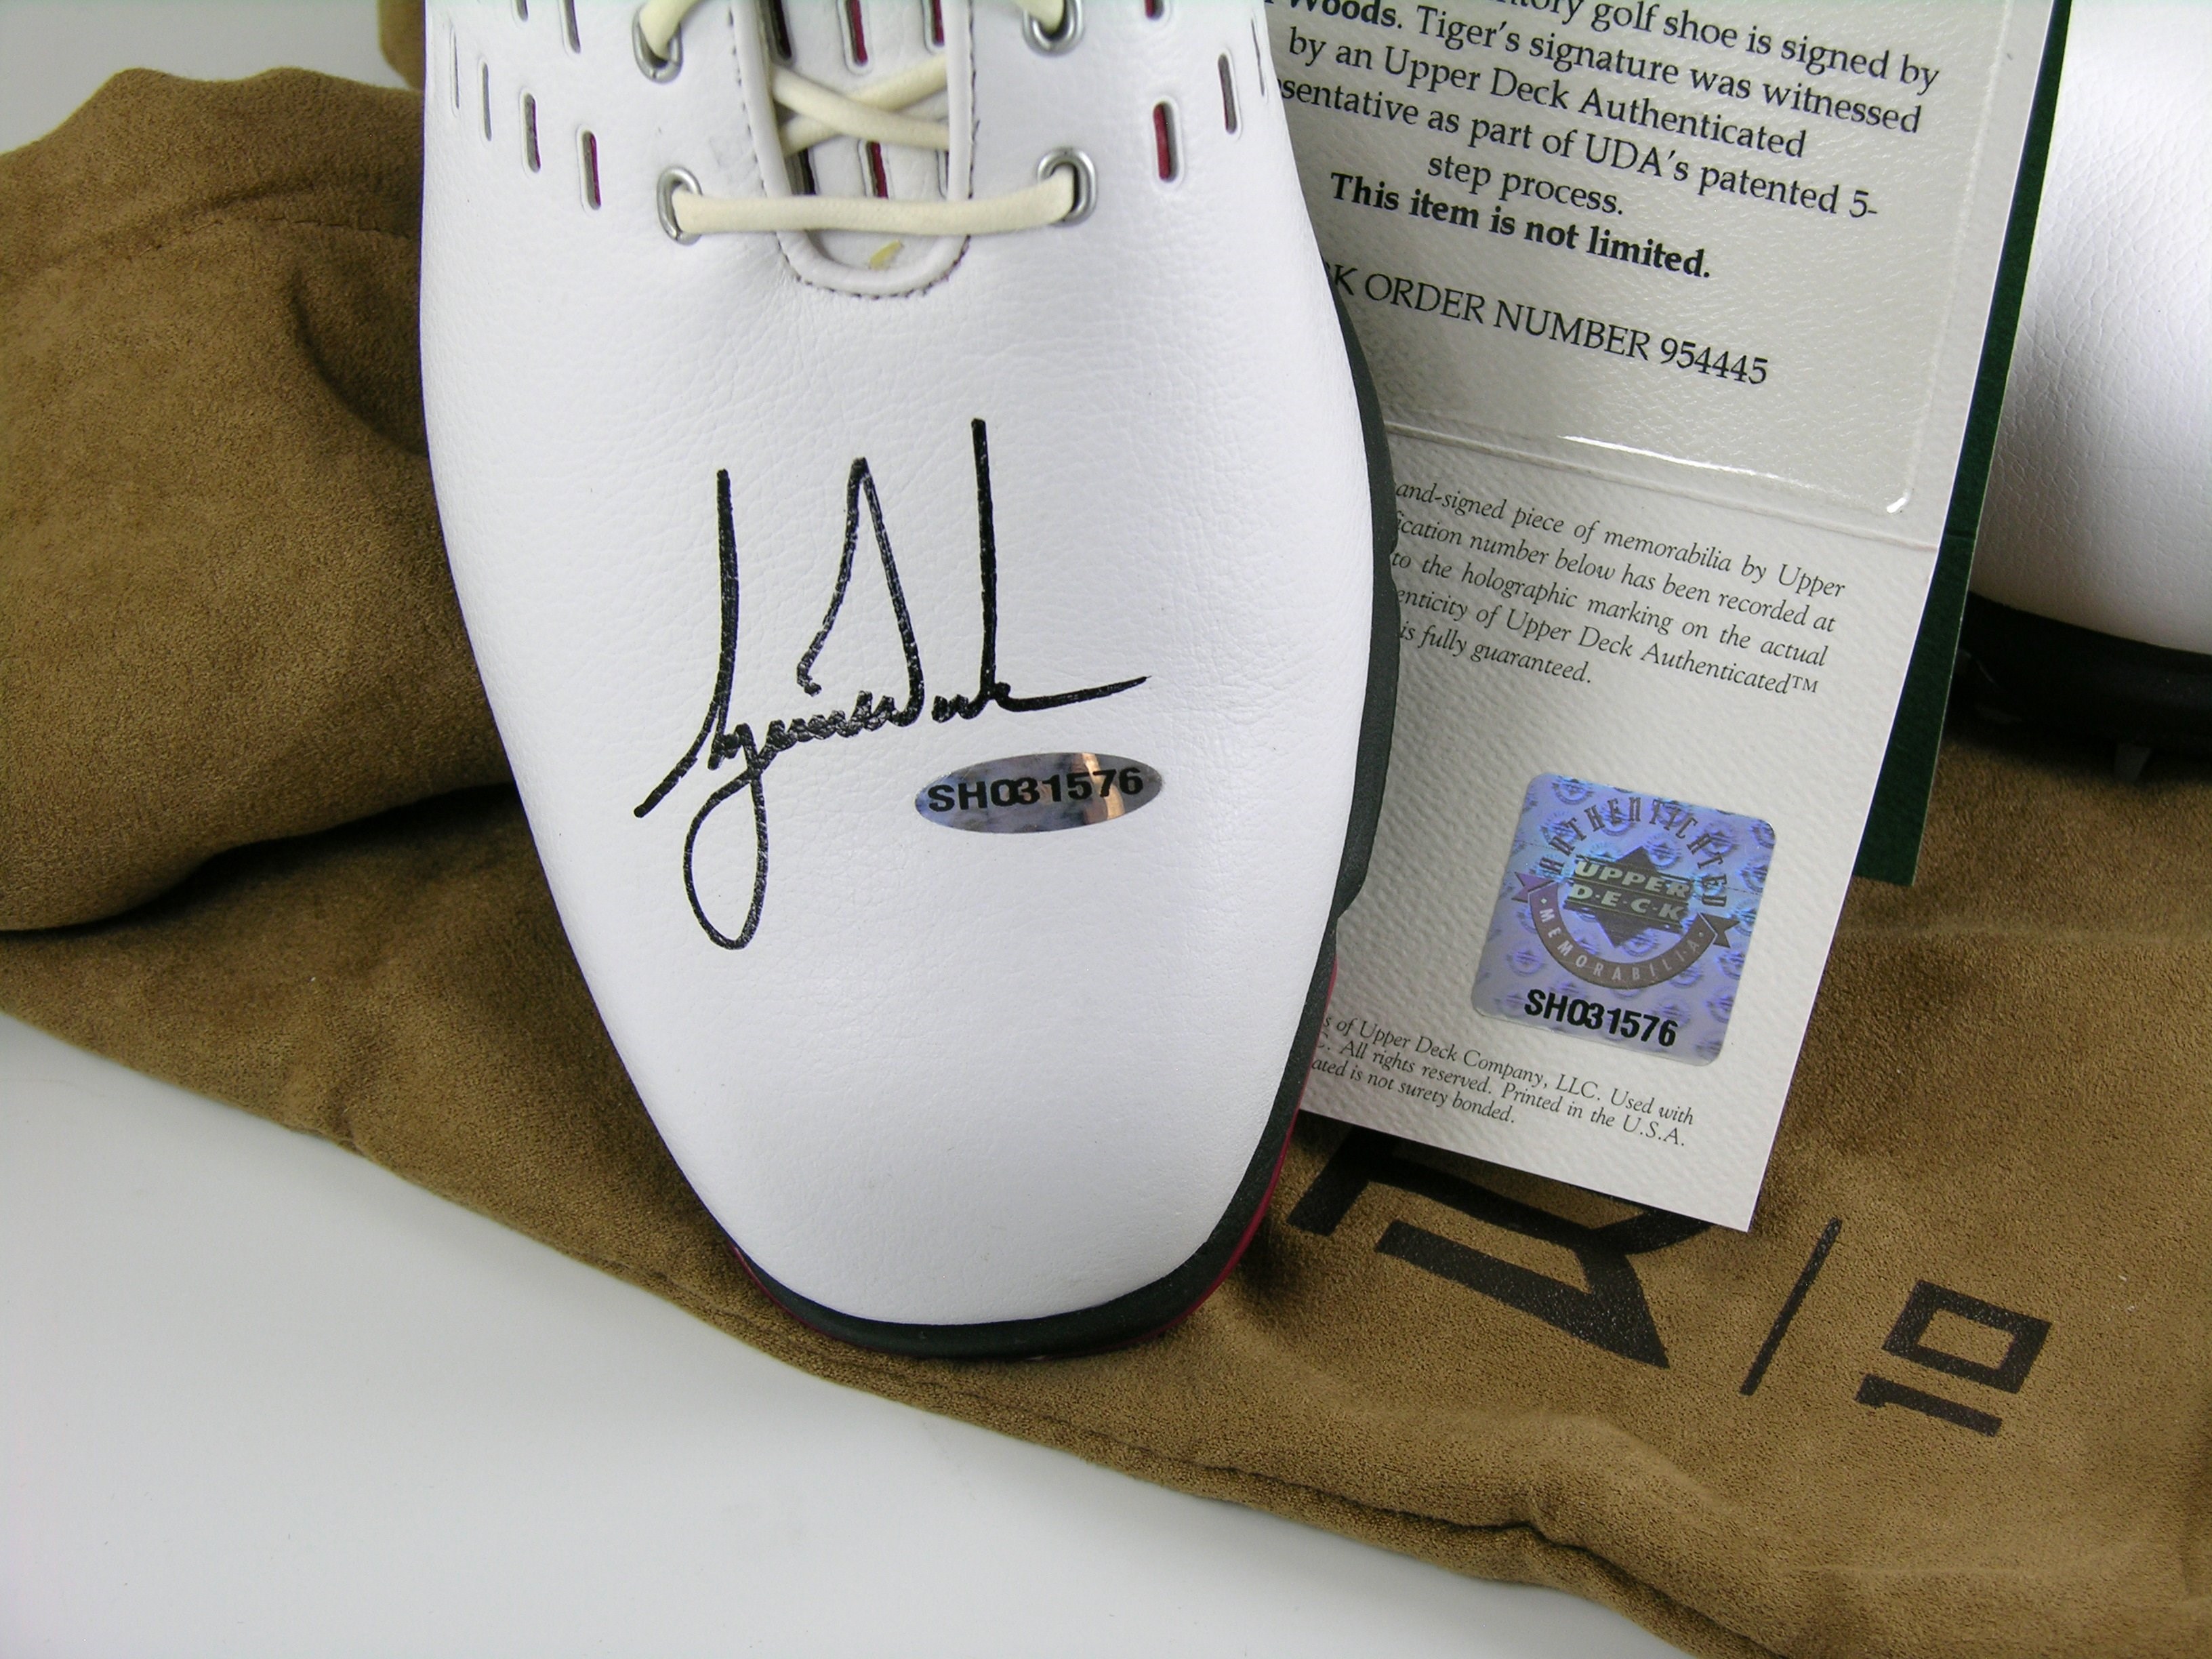 golf shoe is signed by
Woods. Tiger's signature was witnessed
by an Upper Deck Authenticated
as part of UDA's patented 5-
step process.
This item is not limited.
ORDER NUMBER 954445
and-signed piece of memorabilia by Upper
ication number below has been recorded at
to the holographic marking on the actual
enticity of Upper Deck Authenticated™
is fully guaranteed.
SH031576
AUTHENTICATED
UPPER
D·E·C·K
·MEMORABILIA·
SH031576
s of Upper Deck Company, LLC. Used with
All rights reserved. Printed in the U.S.A.
ated is not surety bonded.
Tiger Woods